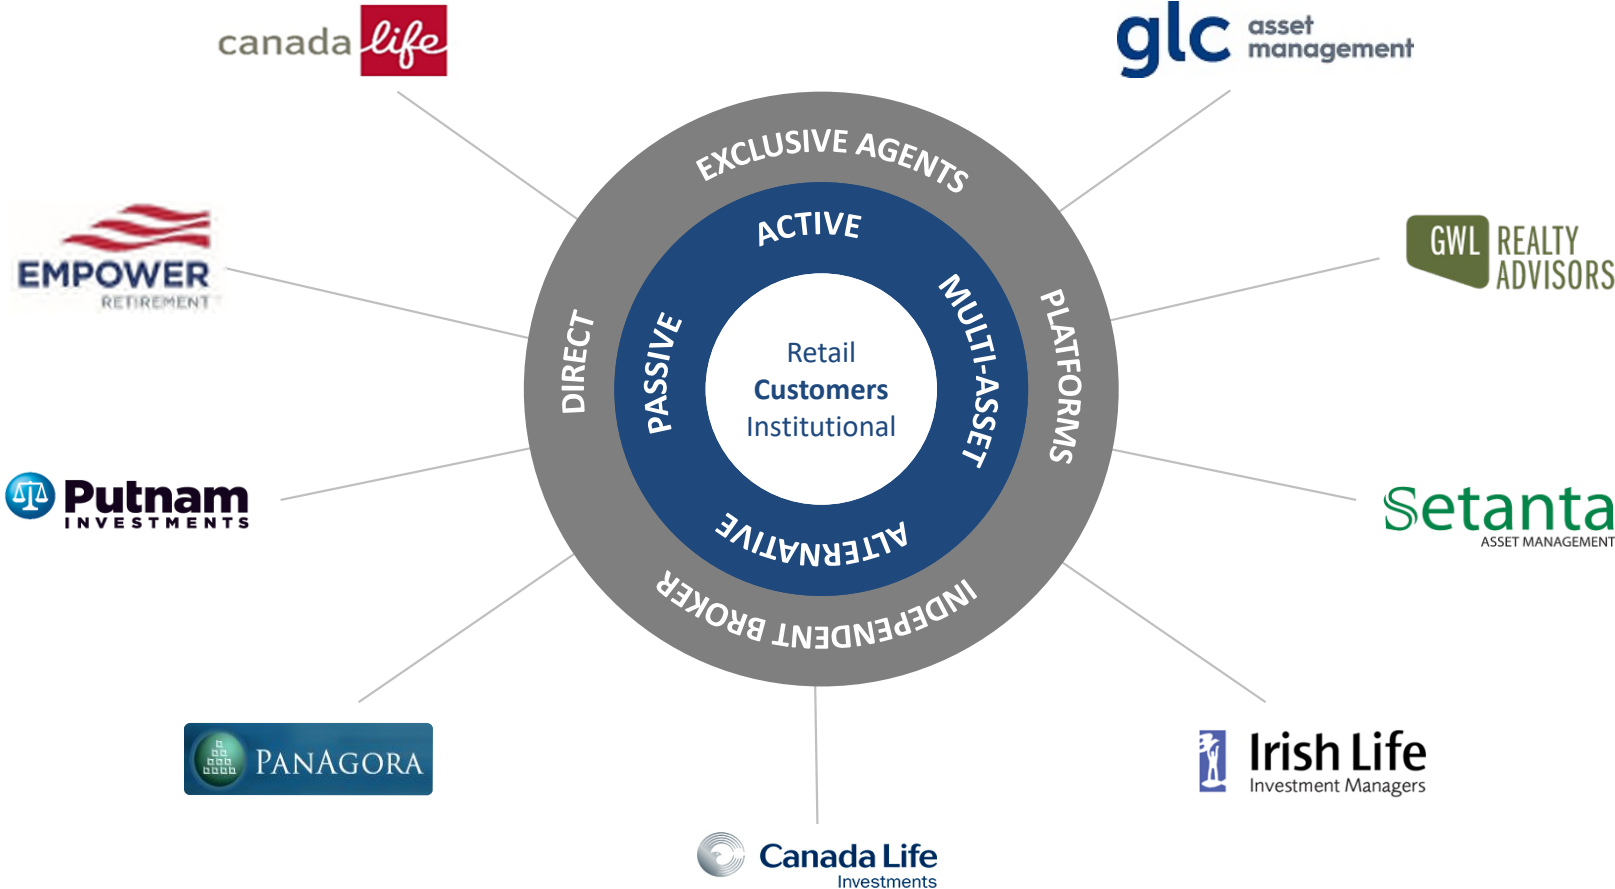 canada life
glc asset
management
EXCLUSIVE AGENTS
ACTIVE
EMPOWER
RETIREMENT
GWL REALTY
ADVISORS
DIRECT
PASSIVE
MULTI-ASSET
PLATFORMS
Retail
Customers
Institutional
Putnam
INVESTMENTS
Setanta
ASSET MANAGEMENT
ALTERNATIVE
INDEPENDENT BROKER
PANAGORA
Irish Life
Investment Managers
Canada Life
Investments